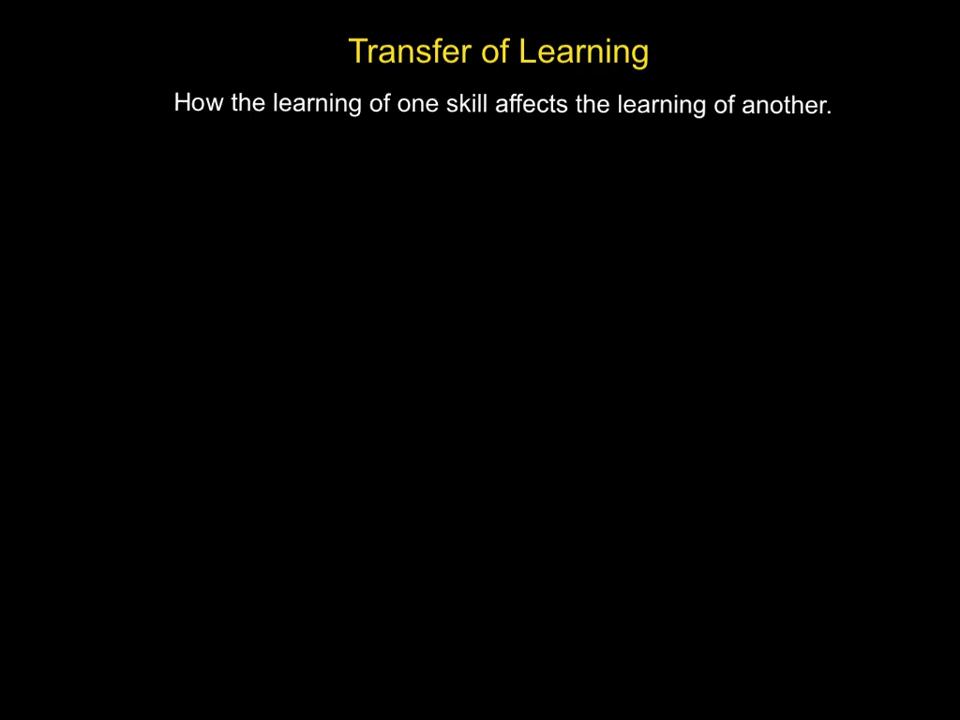 Transfer of Learning
How the learning of one skill affects the learning of another.